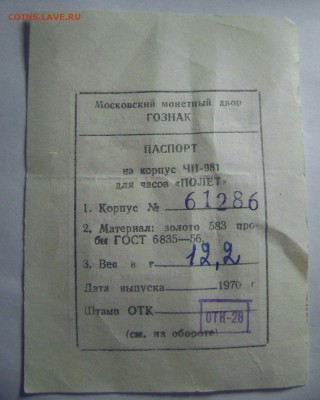 COINS.LAVE.RU
Московский монетный двор
ГОЗНАК
ПАСПОРТ
на корпус ЧН-981
для часов «ПОЛЕТ»
1. Корпус № 61286
2. Материал: золото 583 про
бы ГОСТ 6835—56.
3. Вес в г 12,2
Дата выпуска 1970 г
Штамп ОТК ОТК-28
(см. на обороте)